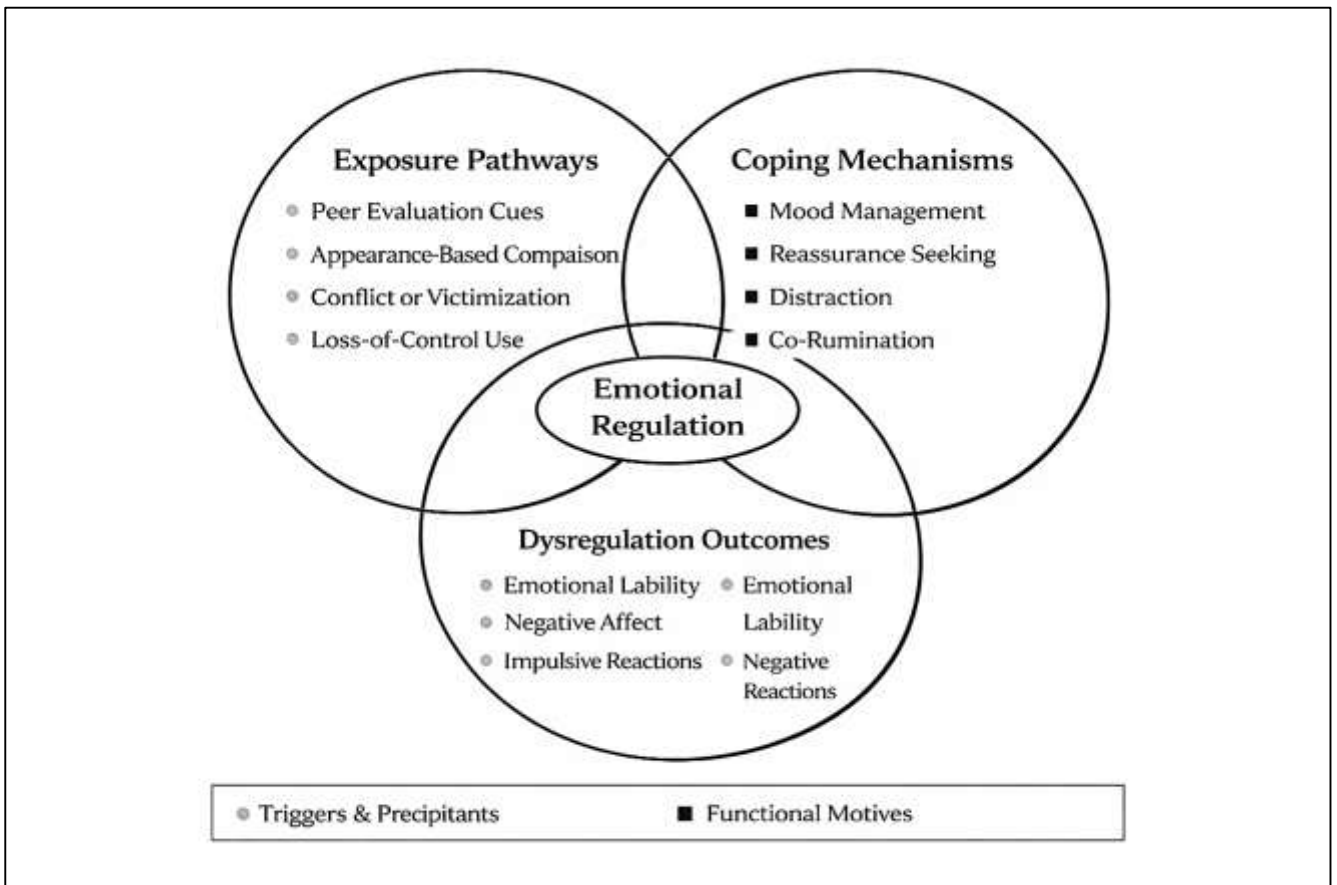 Exposure Pathways
Peer Evaluation Cues
Appearance-Based Compaison
Conflict or Victimization
Loss-of-Control Use
Coping Mechanisms
Mood Management
Reassurance Seeking
Distraction
Co-Rumination
Emotional
Regulation
Dysregulation Outcomes
Emotional Lability
Negative Affect
Impulsive Reactions
Emotional
Lability
Negative
Reactions
Triggers & Precipitants
Functional Motives